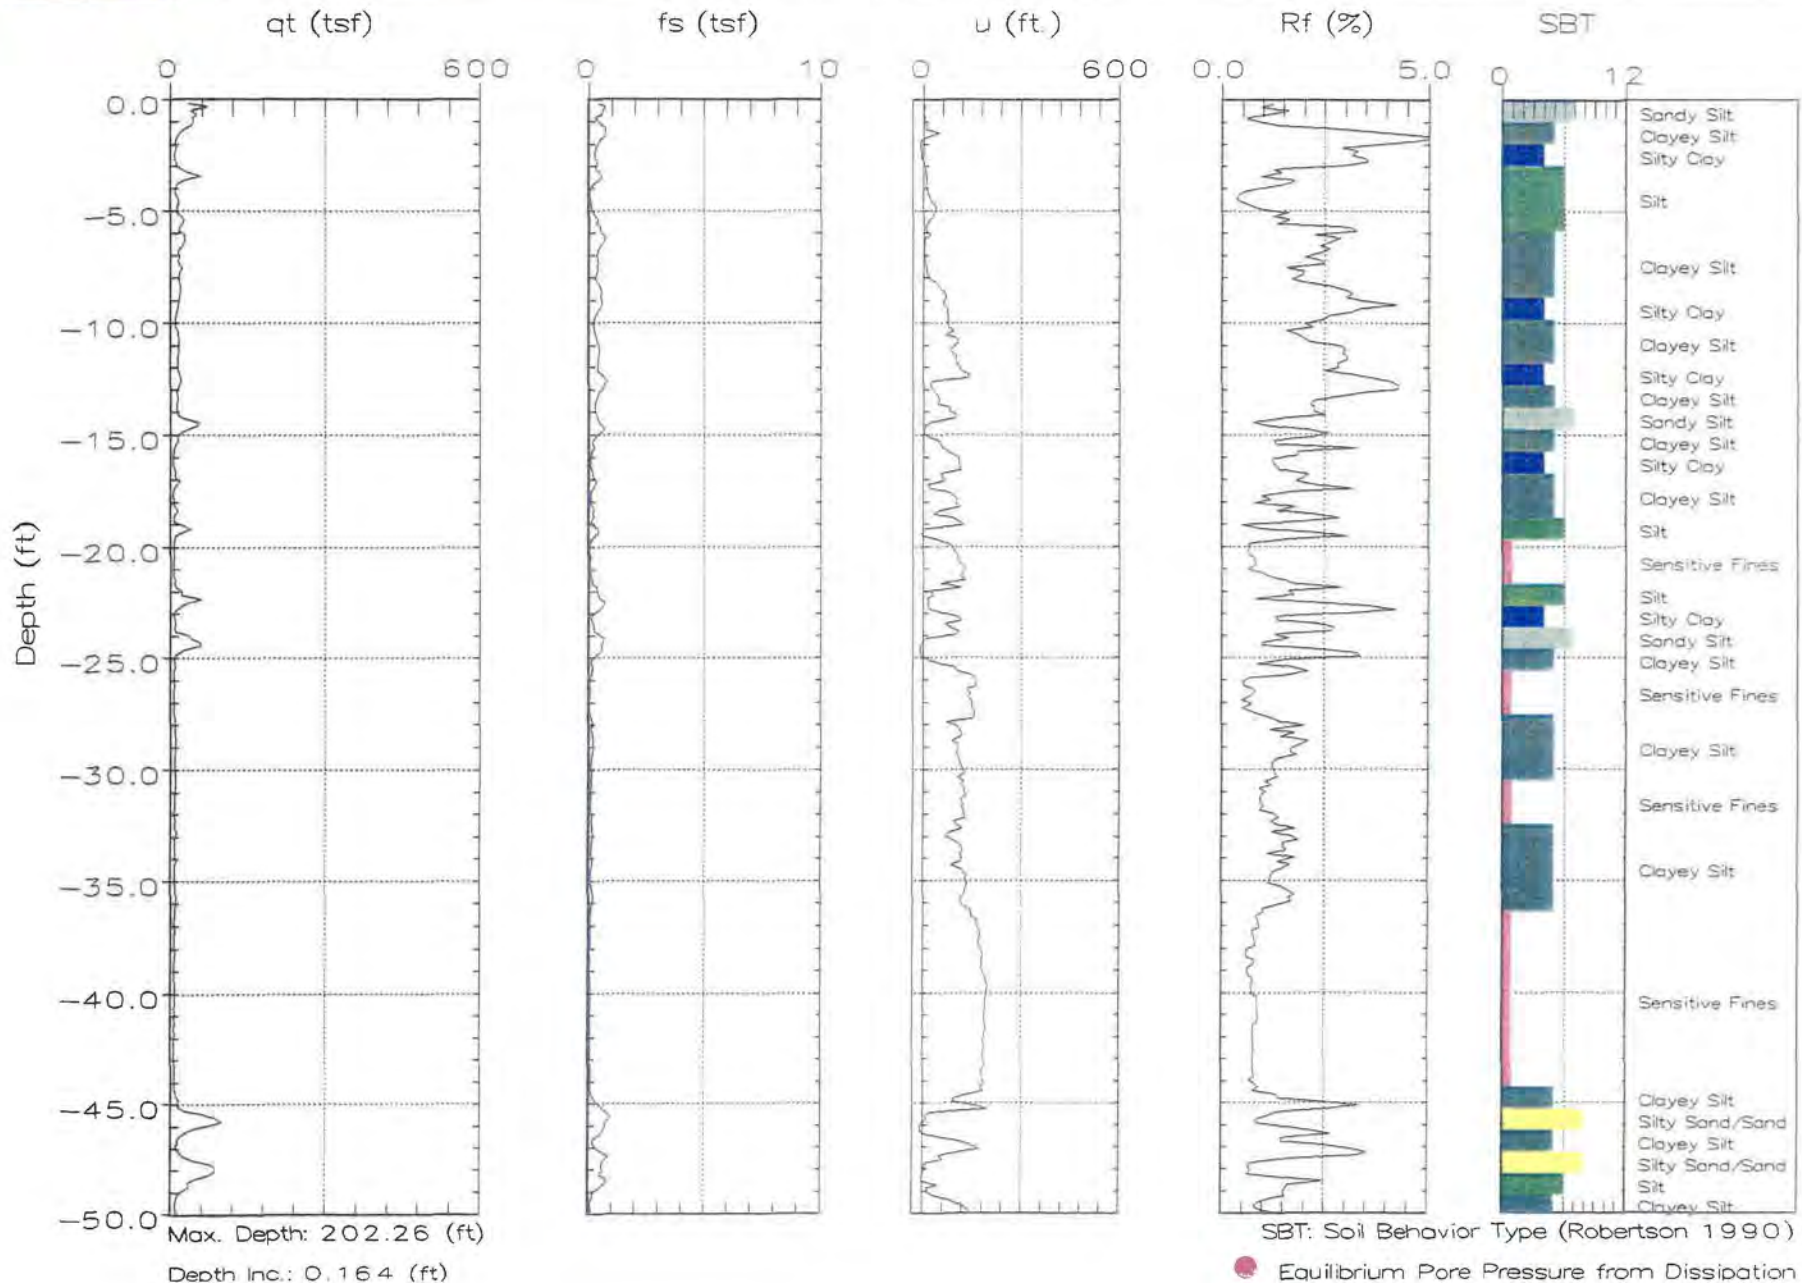 qt (tsf) fs (tsf) u (ft.) Rf (%) SBT
0 600 0 10 0 600 0.0 5.0 0 12
Depth (ft)
0.0
-5.0
-10.0
-15.0
-20.0
-25.0
-30.0
-35.0
-40.0
-45.0
-50.0
Sandy Silt
Clayey Silt
Silty Clay
Silt
Clayey Silt
Silty Clay
Clayey Silt
Silty Clay
Clayey Silt
Sandy Silt
Clayey Silt
Silty Clay
Clayey Silt
Silt
Sensitive Fines
Silt
Silty Clay
Sandy Silt
Clayey Silt
Sensitive Fines
Clayey Silt
Sensitive Fines
Clayey Silt
Sensitive Fines
Clayey Silt
Silty Sand/Sand
Clayey Silt
Silty Sand/Sand
Silt
Clayey Silt
Max. Depth: 202.26 (ft)
Depth Inc.: 0.164 (ft)
SBT: Soil Behavior Type (Robertson 1990)
Equilibrium Pore Pressure from Dissipation